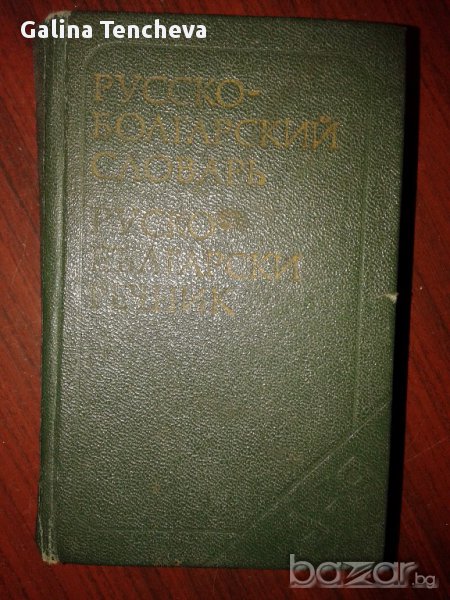 Galina Tencheva
РУССКО-
БОЛГАРСКИЙ
СЛОВАРЬ
РУСКО-
БЪЛГАРСКИ
РЕЧНИК
bazar.bg